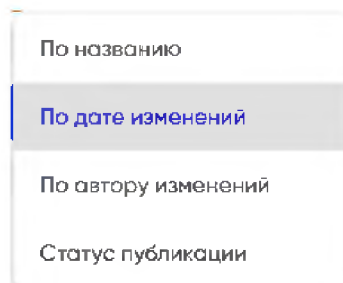 По названию
По дате изменений
По автору изменений
Статус публикации